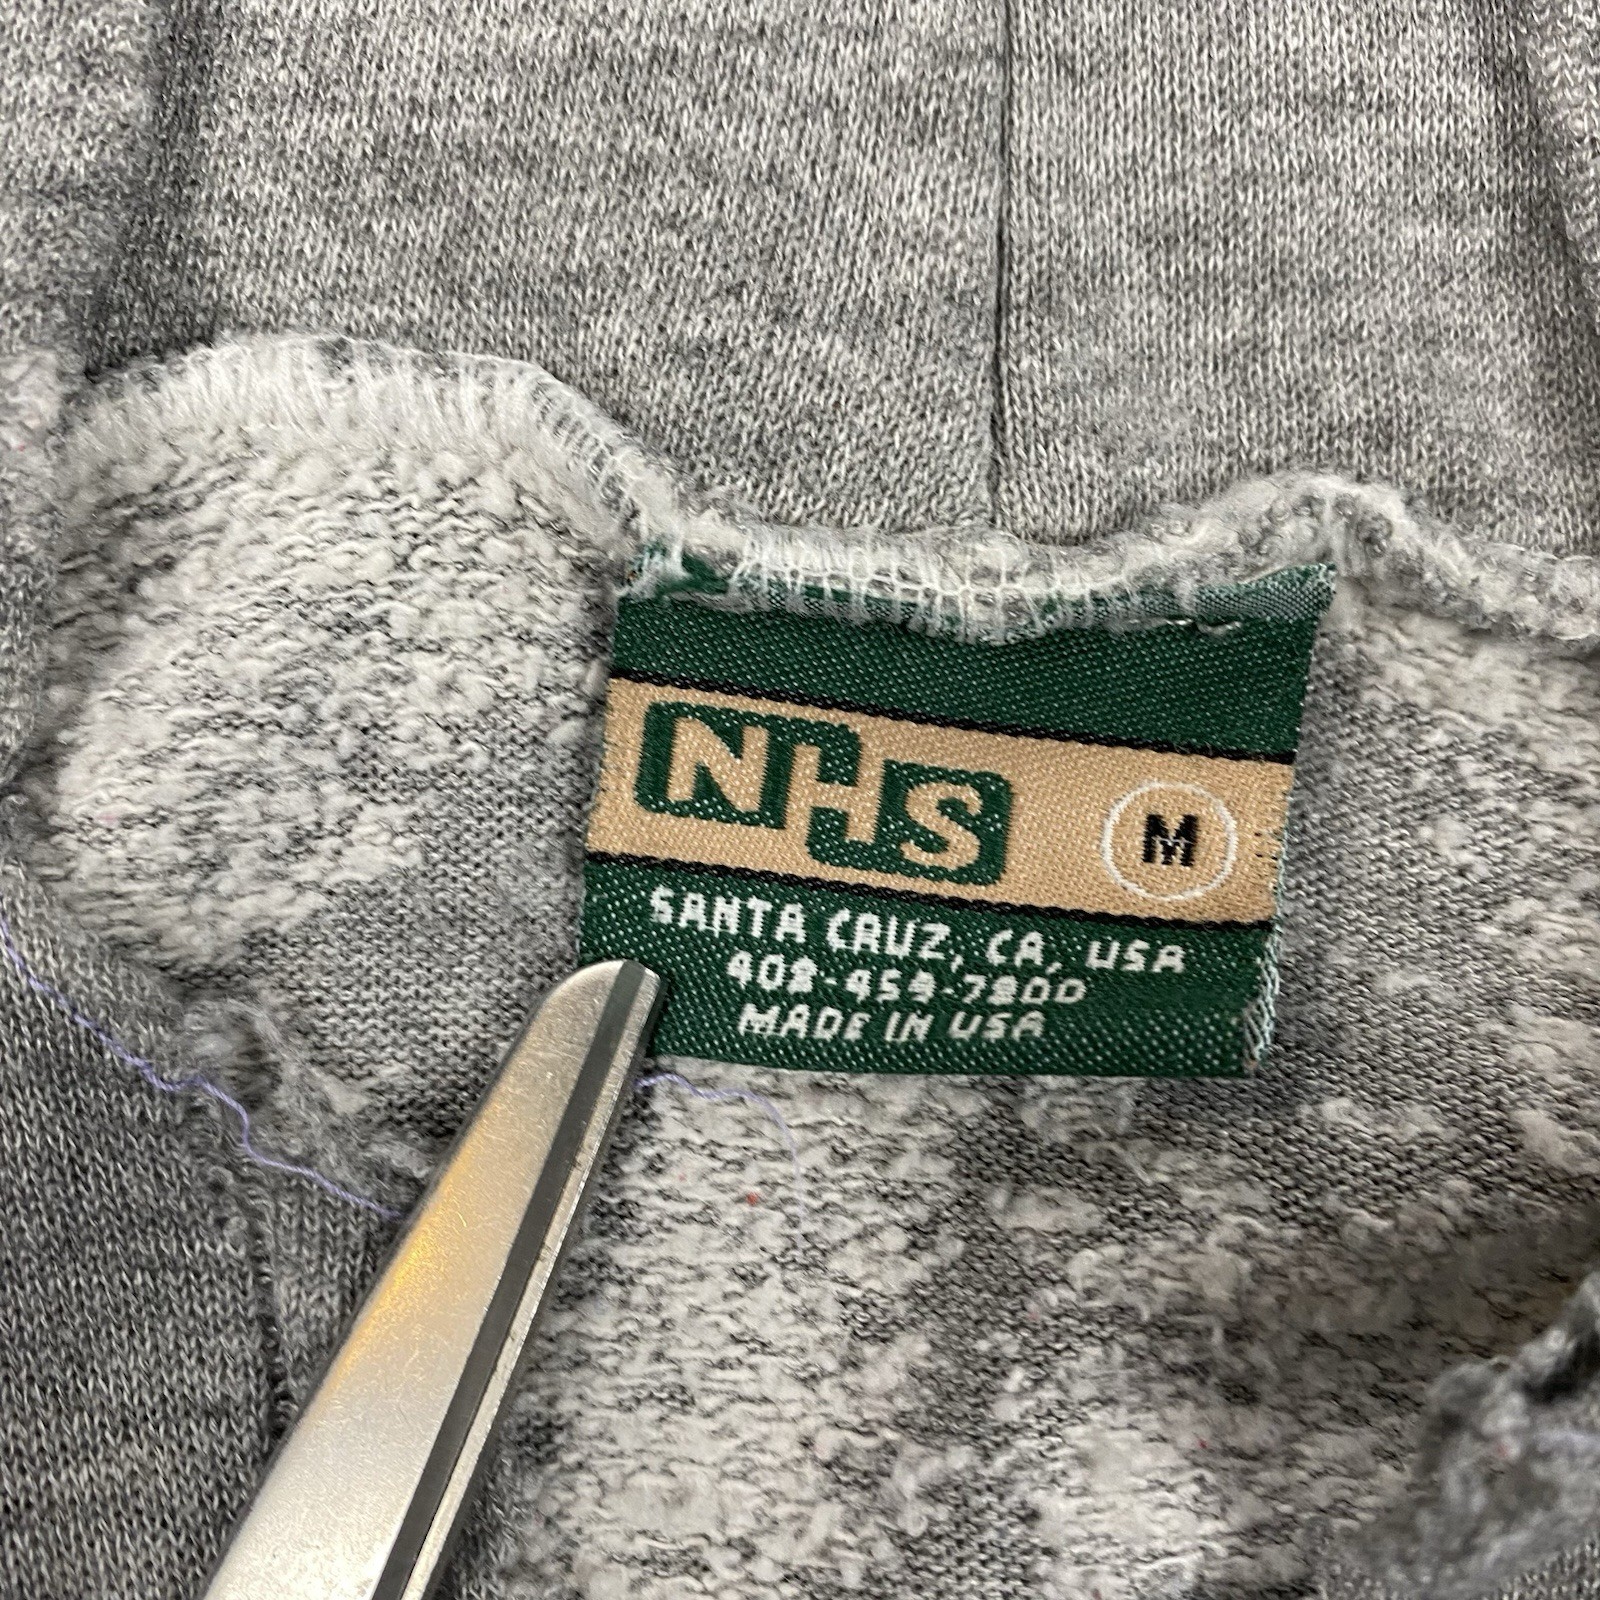 NHS
M
SANTA CRUZ, CA, USA
408-459-7800
MADE IN USA